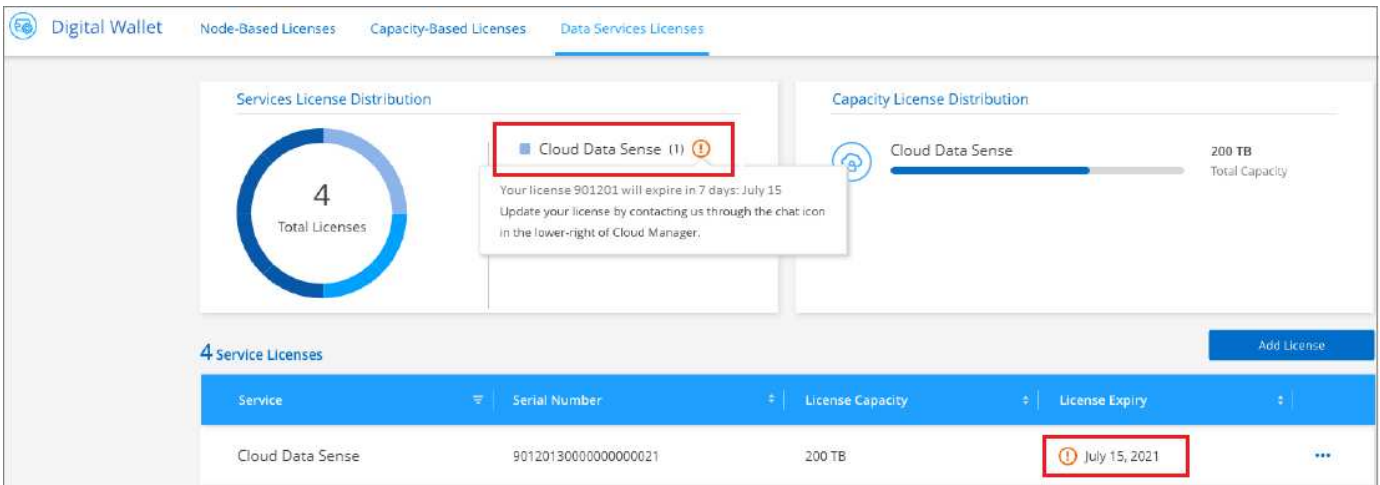 Digital Wallet
Node-Based Licenses
Capacity-Based Licenses
Data Services Licenses
Services License Distribution
4
Total Licenses
Cloud Data Sense (1)
Your license 901201 will expire in 7 days: July 15
Update your license by contacting us through the chat icon
in the lower-right of Cloud Manager.
Capacity License Distribution
Cloud Data Sense
200 TB
Total Capacity
4 Service Licenses
Add License
Service
Serial Number
License Capacity
License Expiry
Cloud Data Sense
90120130000000000021
200 TB
July 15, 2021